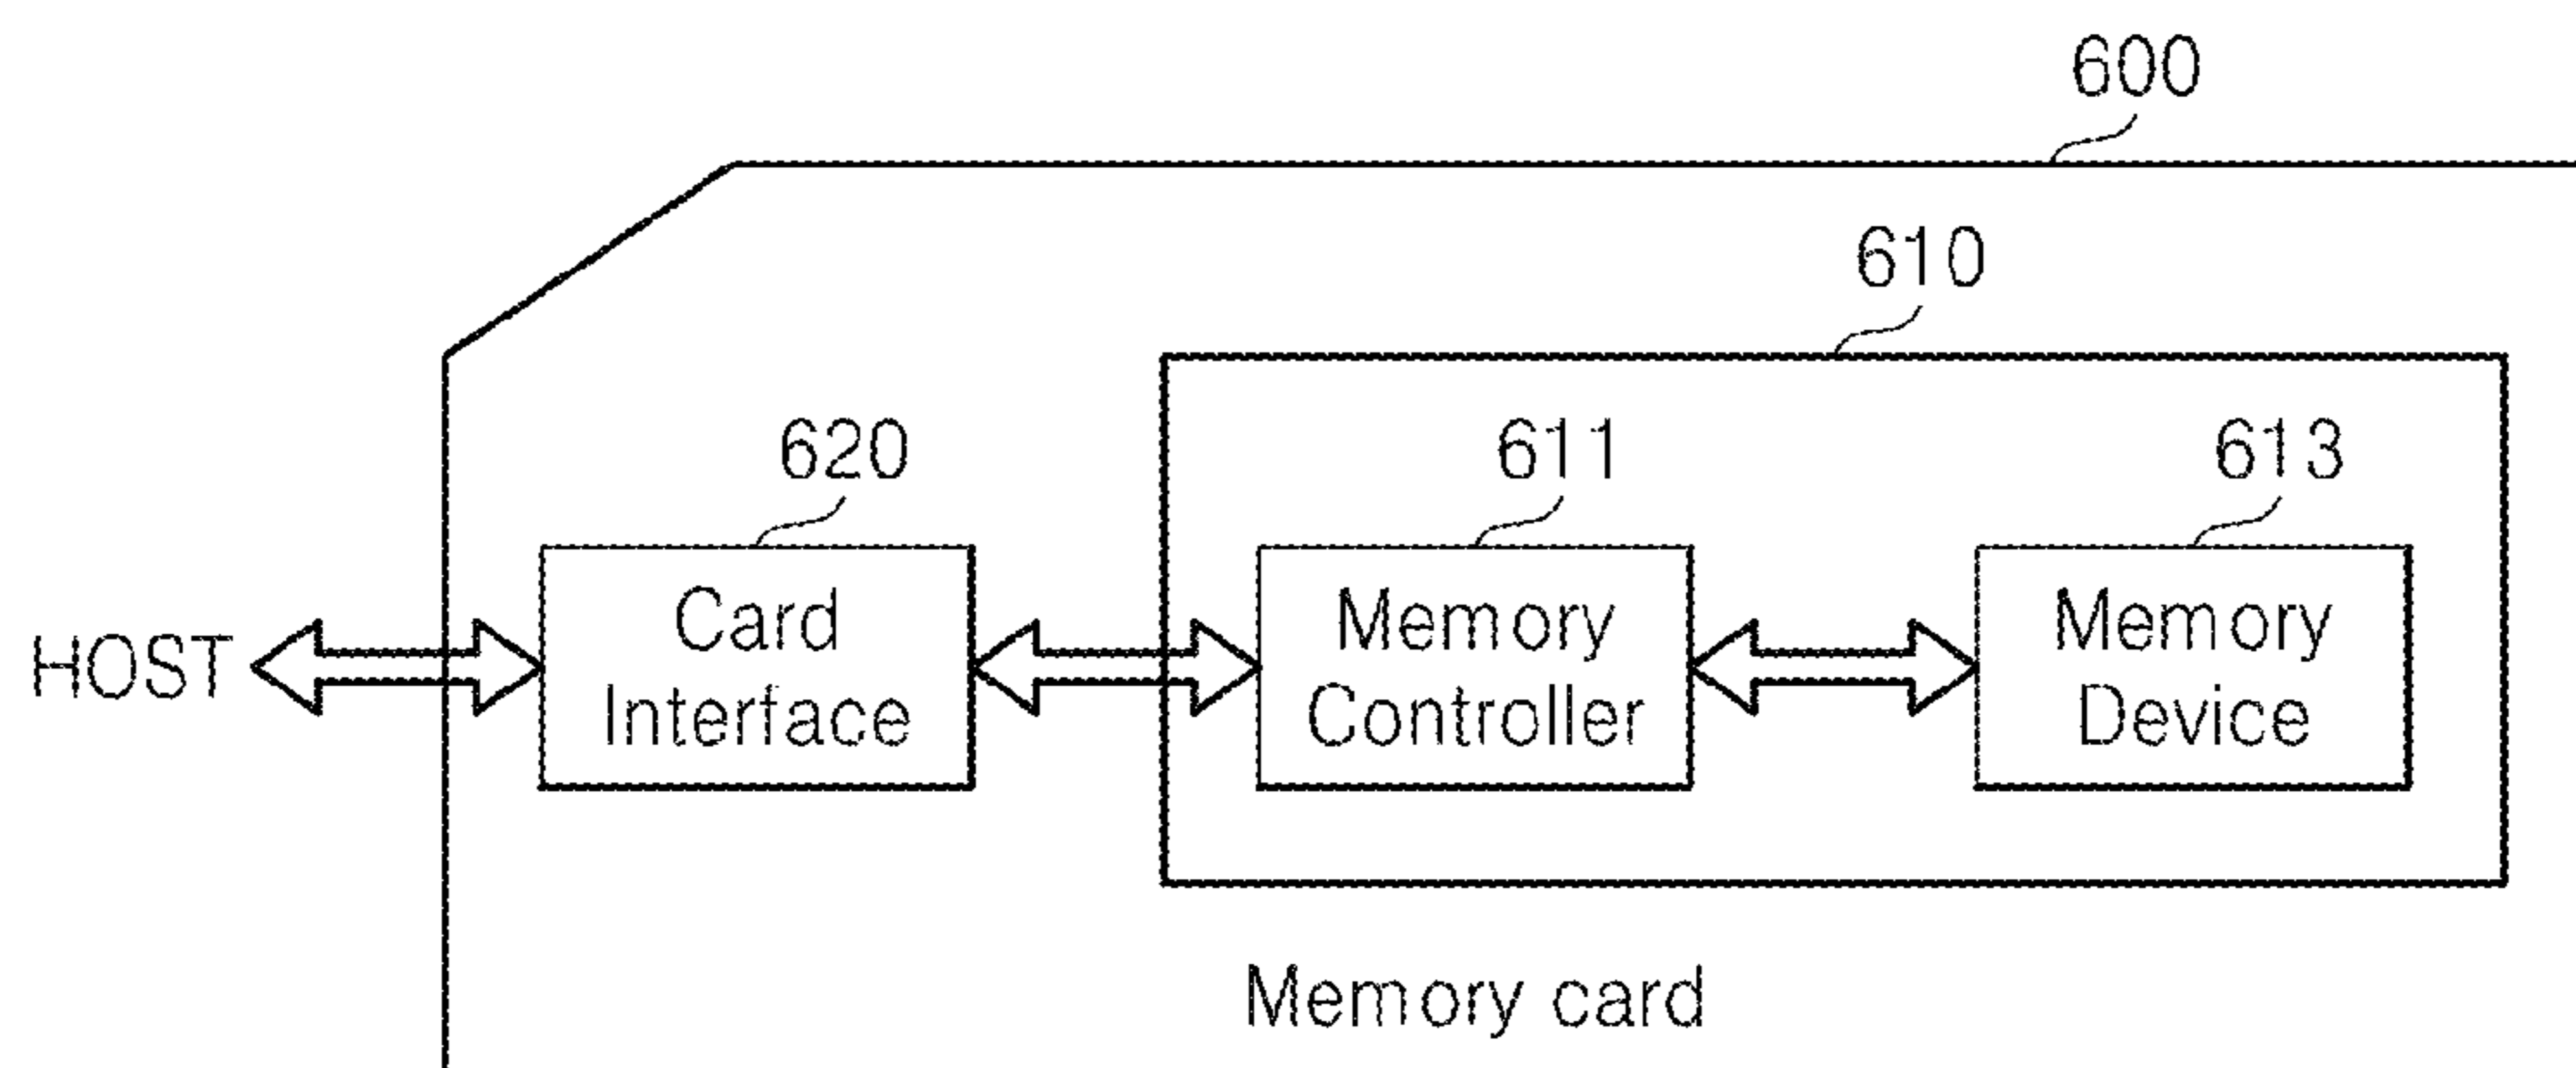 600
610
620
611
613
HOST
Card
Interface
Memory
Controller
Memory
Device
Memory card